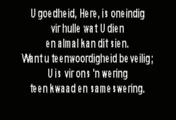 U goedheid, Here, is oneindig
vir hulle wat U dien
en almal kan dit sien.
Want u teenwoordigheid beveilig;
U is vir ons 'n wering
teen kwaad en sameswering.